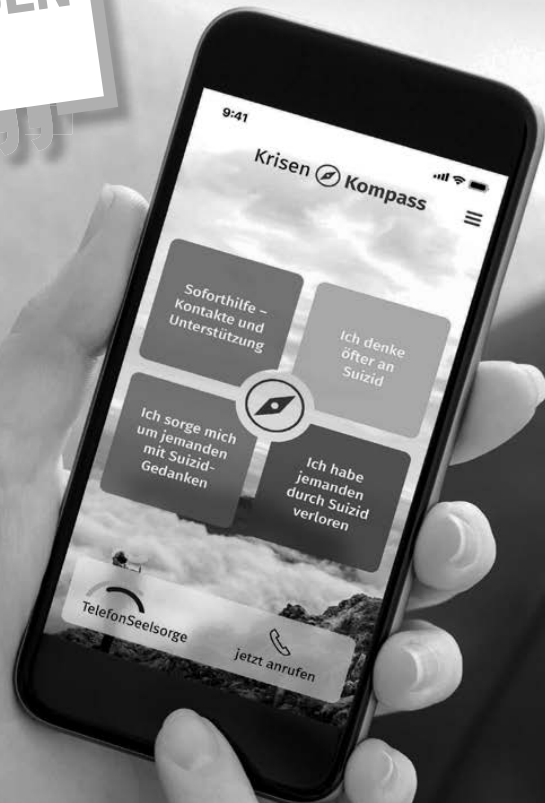 9:41
Krisen Kompass
Soforthilfe –
Kontakte und
Unterstützung
Ich denke
öfter an
Suizid
Ich sorge mich
um jemanden
mit Suizid-
Gedanken
Ich habe
jemanden
durch Suizid
verloren
TelefonSeelsorge
jetzt anrufen